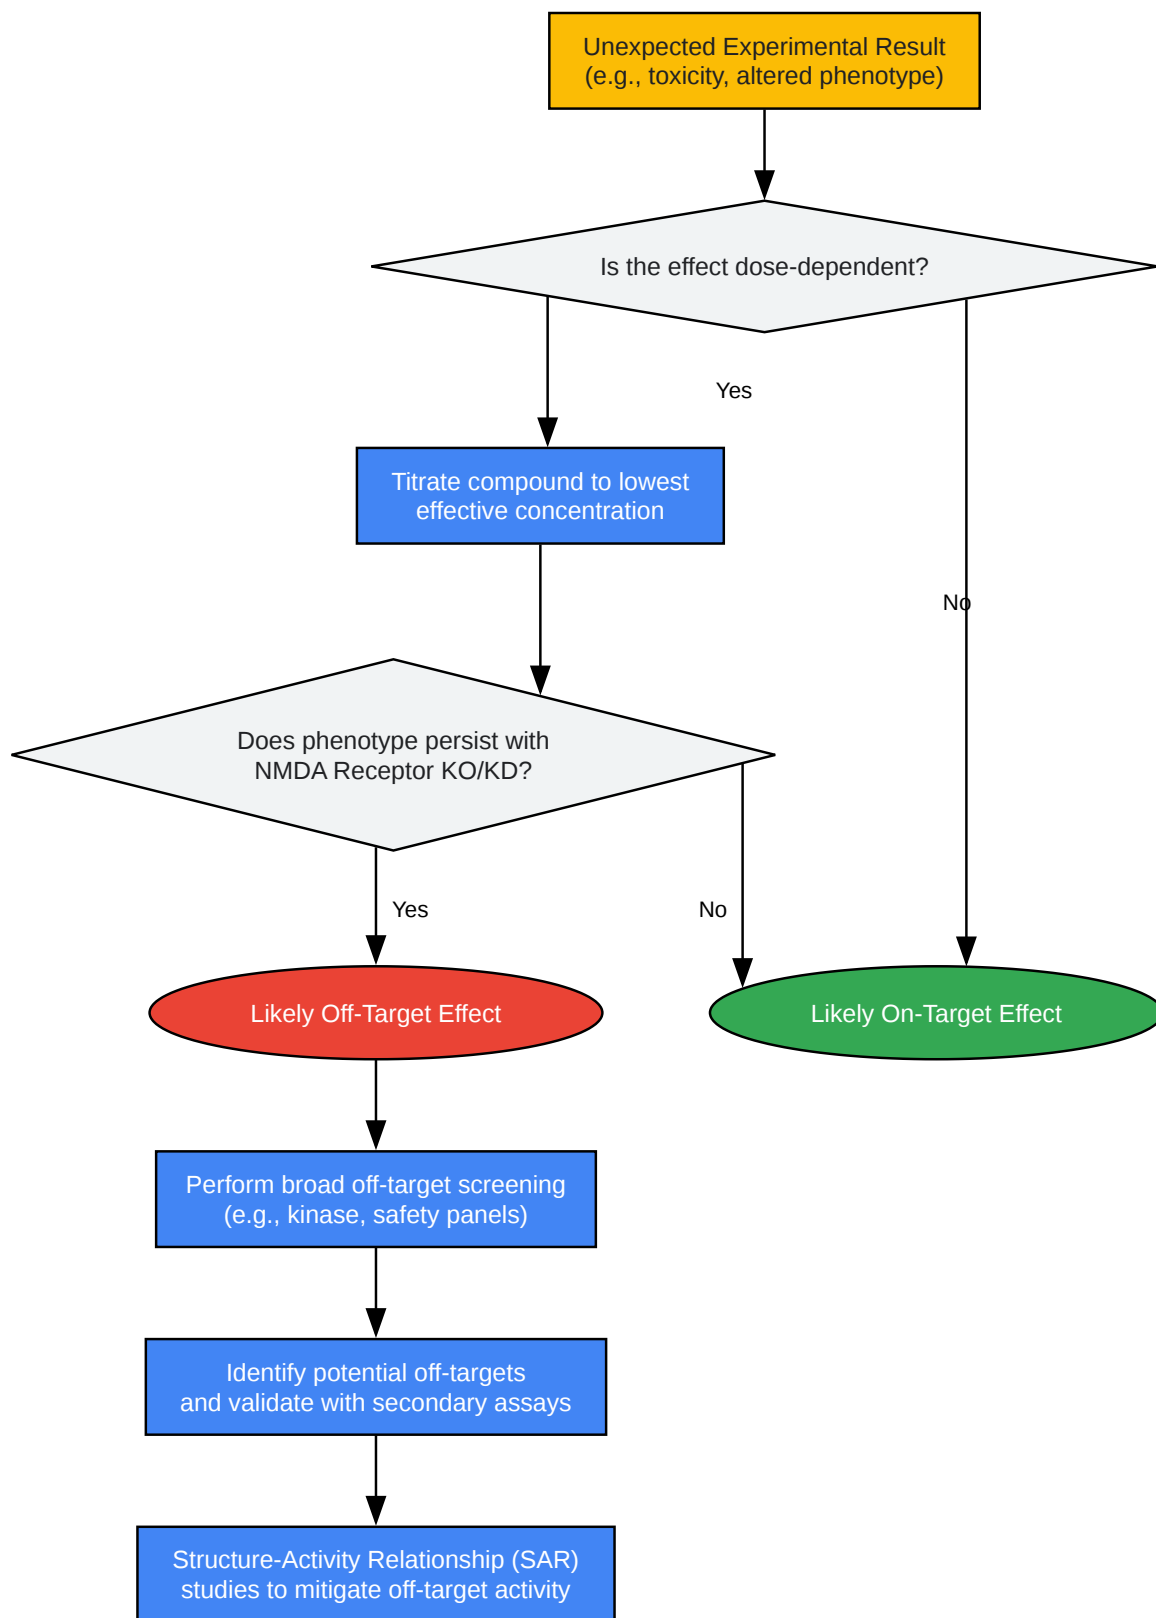 Unexpected Experimental Result
(e.g., toxicity, altered phenotype)
Is the effect dose-dependent?
Yes
Titrate compound to lowest
effective concentration
No
Does phenotype persist with
NMDA Receptor KO/KD?
Yes
No
Likely Off-Target Effect
Likely On-Target Effect
Perform broad off-target screening
(e.g., kinase, safety panels)
Identify potential off-targets
and validate with secondary assays
Structure-Activity Relationship (SAR)
studies to mitigate off-target activity